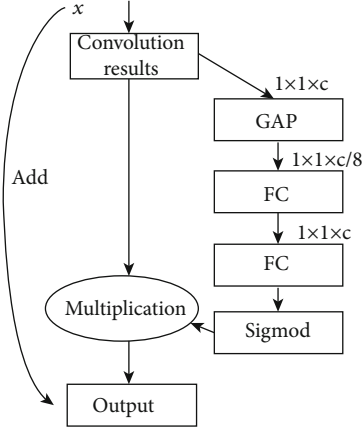 x
Convolution
results
1×1×c
GAP
1×1×c/8
FC
Add
1×1×c
FC
Multiplication
Sigmod
Output